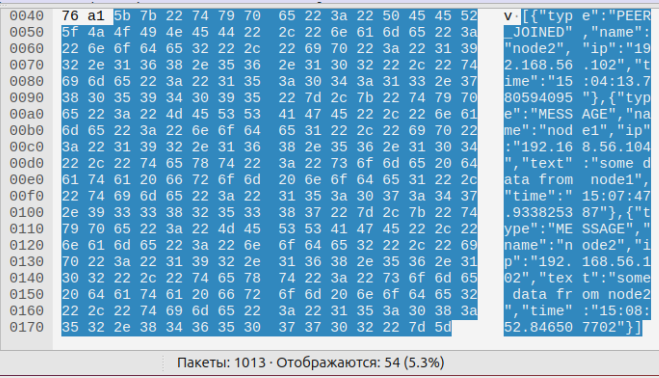 0040 76 a1 5b 7b 22 74 79 70 65 22 3a 22 50 45 45 52 v·[{"typ e":"PEER
0050 5f 4a 4f 49 4e 45 44 22 2c 22 6e 61 6d 65 22 3a _JOINED" ,"name":
0060 22 6e 6f 64 65 32 22 2c 22 69 70 22 3a 22 31 39 "node2", "ip":"19
0070 32 2e 31 36 38 2e 35 36 2e 31 30 32 22 2c 22 74 2.168.56 .102","t
0080 69 6d 65 22 3a 22 31 35 3a 30 34 3a 31 33 2e 37 ime":"15 :04:13.7
0090 38 30 35 39 34 30 39 35 22 7d 2c 7b 22 74 79 70 80594095 "},{"typ
00a0 65 22 3a 22 4d 45 53 53 41 47 45 22 2c 22 6e 61 e":"MESS AGE","na
00b0 6d 65 22 3a 22 6e 6f 64 65 31 22 2c 22 69 70 22 me":"nod e1","ip"
00c0 3a 22 31 39 32 2e 31 36 38 2e 35 36 2e 31 30 34 :"192.16 8.56.104
00d0 22 2c 22 74 65 78 74 22 3a 22 73 6f 6d 65 20 64 ","text" :"some d
00e0 61 74 61 20 66 72 6f 6d 20 6e 6f 64 65 31 22 2c ata from  node1",
00f0 22 74 69 6d 65 22 3a 22 31 35 3a 30 37 3a 34 37 "time":" 15:07:47
0100 2e 39 33 33 38 32 35 33 38 37 22 7d 2c 7b 22 74 .9338253 87"},{"t
0110 79 70 65 22 3a 22 4d 45 53 53 41 47 45 22 2c 22 ype":"ME SSAGE","
0120 6e 61 6d 65 22 3a 22 6e 6f 64 65 32 22 2c 22 69 name":"n ode2","i
0130 70 22 3a 22 31 39 32 2e 31 36 38 2e 35 36 2e 31 p":"192. 168.56.1
0140 30 32 22 2c 22 74 65 78 74 22 3a 22 73 6f 6d 65 02","tex t":"some
0150 20 64 61 74 61 20 66 72 6f 6d 20 6e 6f 64 65 32  data fr om node2
0160 22 2c 22 74 69 6d 65 22 3a 22 31 35 3a 30 38 3a ","time" :"15:08:
0170 35 32 2e 38 34 36 35 30 37 37 30 32 22 7d 5d 52.84650 7702"}]
Пакеты: 1013 · Отображаются: 54 (5.3%)